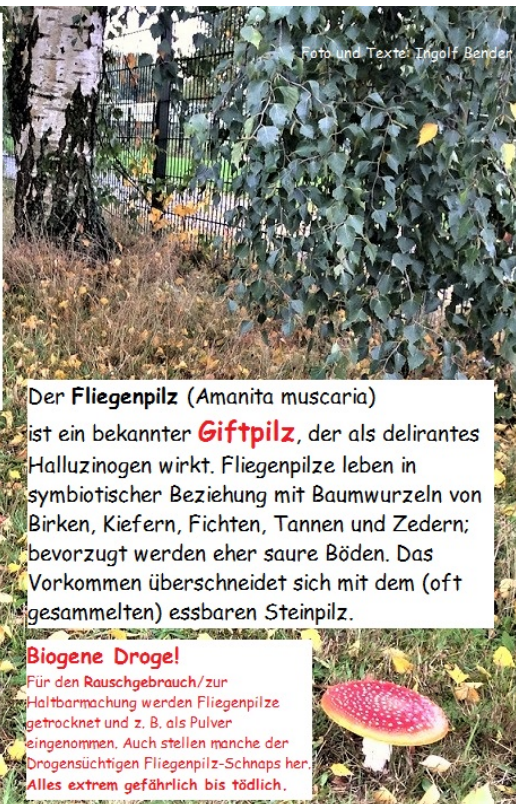 Foto und Texte: Ingolf Bender
Der Fliegenpilz (Amanita muscaria)
ist ein bekannter Giftpilz, der als delirantes
Halluzinogen wirkt. Fliegenpilze leben in
symbiotischer Beziehung mit Baumwurzeln von
Birken, Kiefern, Fichten, Tannen und Zedern;
bevorzugt werden eher saure Böden. Das
Vorkommen überschneidet sich mit dem (oft
gesammelten) essbaren Steinpilz.
Biogene Droge!
Für den Rauschgebrauch/zur
Haltbarmachung werden Fliegenpilze
getrocknet und z. B. als Pulver
eingenommen. Auch stellen manche der
Drogensüchtigen Fliegenpilz-Schnaps her.
Alles extrem gefährlich bis tödlich.